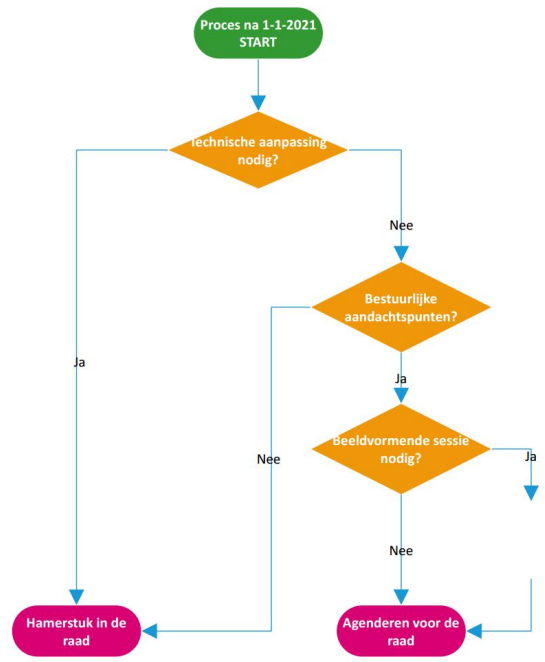 Proces na 1-1-2021
START
Technische aanpassing
nodig?
Nee
Bestuurlijke
aandachtspunten?
Ja
Ja
Beeldvormende sessie
nodig?
Nee
Ja
Nee
Hamerstuk in de
raad
Agenderen voor de
raad